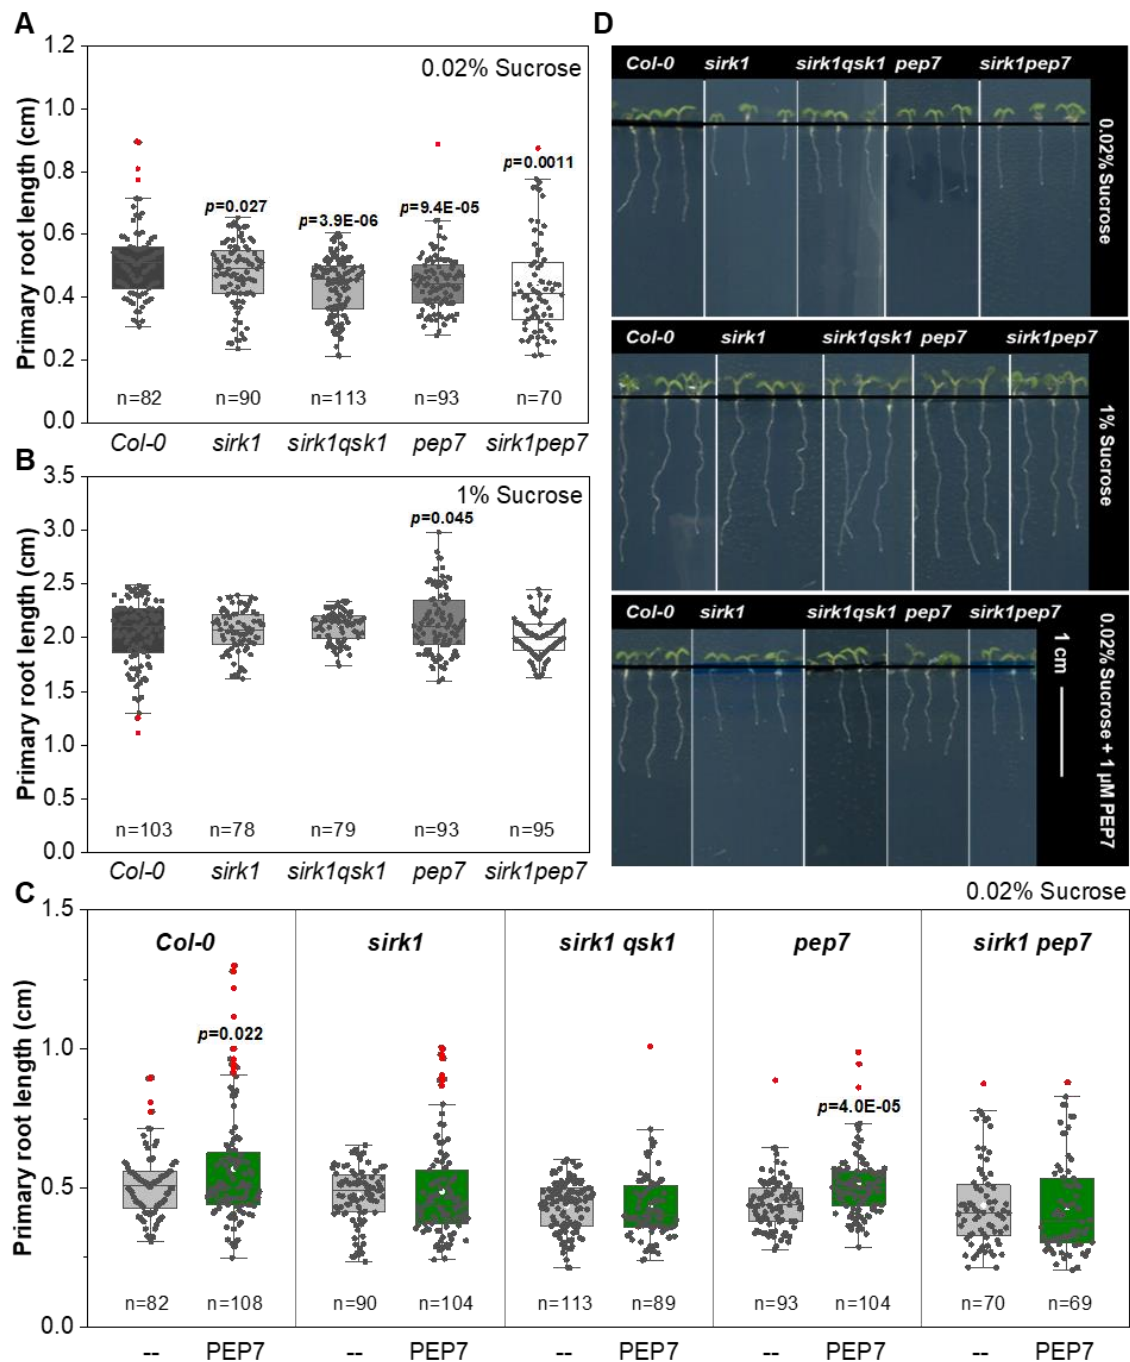 A
0.02% Sucrose
Primary root length (cm)
1.2
1.0
0.8
0.6
0.4
0.2
0.0
p=0.027
p=3.9E-06
p=9.4E-05
p=0.0011
n=82 n=90 n=113 n=93 n=70
Col-0 sirk1 sirk1qsk1 pep7 sirk1pep7
B
1% Sucrose
Primary root length (cm)
3.5
3.0
2.5
2.0
1.5
1.0
0.5
0.0
p=0.045
n=103 n=78 n=79 n=93 n=95
Col-0 sirk1 sirk1qsk1 pep7 sirk1pep7
D
Col-0 sirk1 sirk1qsk1 pep7 sirk1pep7
0.02% Sucrose
Col-0 sirk1 sirk1qsk1 pep7 sirk1pep7
1% Sucrose
Col-0 sirk1 sirk1qsk1 pep7 sirk1pep7
1 cm
0.02% Sucrose + 1 µM PEP7
C
0.02% Sucrose
Primary root length (cm)
1.5
1.0
0.5
0.0
Col-0 sirk1 sirk1 qsk1 pep7 sirk1 pep7
p=0.022
p=4.0E-05
n=82 n=108 n=90 n=104 n=113 n=89 n=93 n=104 n=70 n=69
-- PEP7 -- PEP7 -- PEP7 -- PEP7 -- PEP7